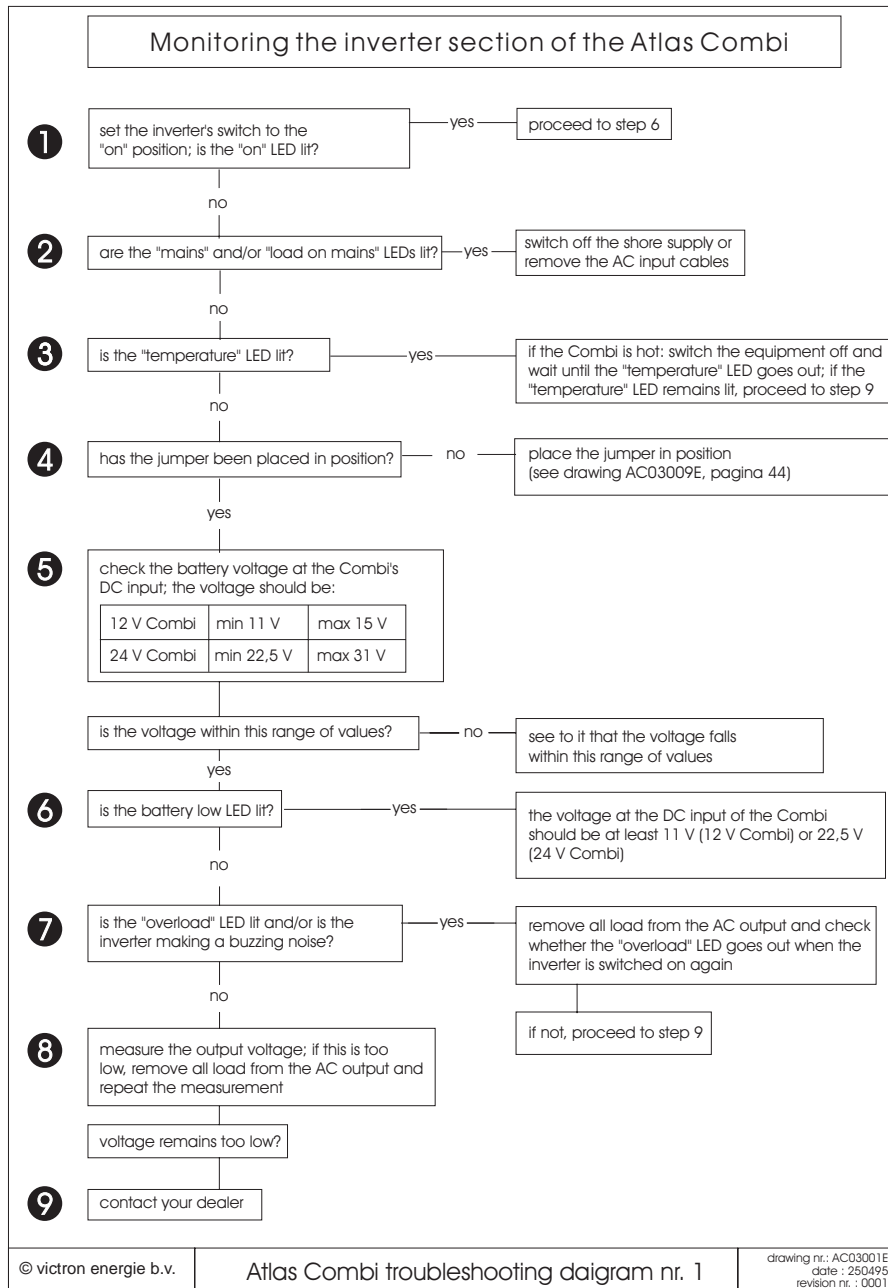 Monitoring the inverter section of the Atlas Combi
1
set the inverter's switch to the
"on" position; is the "on" LED lit?
yes
proceed to step 6
no
2
are the "mains" and/or "load on mains" LEDs lit?
yes
switch off the shore supply or
remove the AC input cables
no
3
is the "temperature" LED lit?
yes
if the Combi is hot: switch the equipment off and
wait until the "temperature" LED goes out; if the
"temperature" LED remains lit, proceed to step 9
no
4
has the jumper been placed in position?
no
place the jumper in position
(see drawing AC03009E, pagina 44)
yes
5
check the battery voltage at the Combi's
DC input; the voltage should be:
12 V Combi min 11 V max 15 V
24 V Combi min 22,5 V max 31 V
is the voltage within this range of values?
no
see to it that the voltage falls
within this range of values
yes
6
is the battery low LED lit?
yes
the voltage at the DC input of the Combi
should be at least 11 V (12 V Combi) or 22,5 V
(24 V Combi)
no
7
is the "overload" LED lit and/or is the
inverter making a buzzing noise?
yes
remove all load from the AC output and check
whether the "overload" LED goes out when the
inverter is switched on again
no
if not, proceed to step 9
8
measure the output voltage; if this is too
low, remove all load from the AC output and
repeat the measurement
voltage remains too low?
9
contact your dealer
© victron energie b.v.
Atlas Combi troubleshooting daigram nr. 1
drawing nr.: AC03001E
date : 250495
revision nr. : 0001